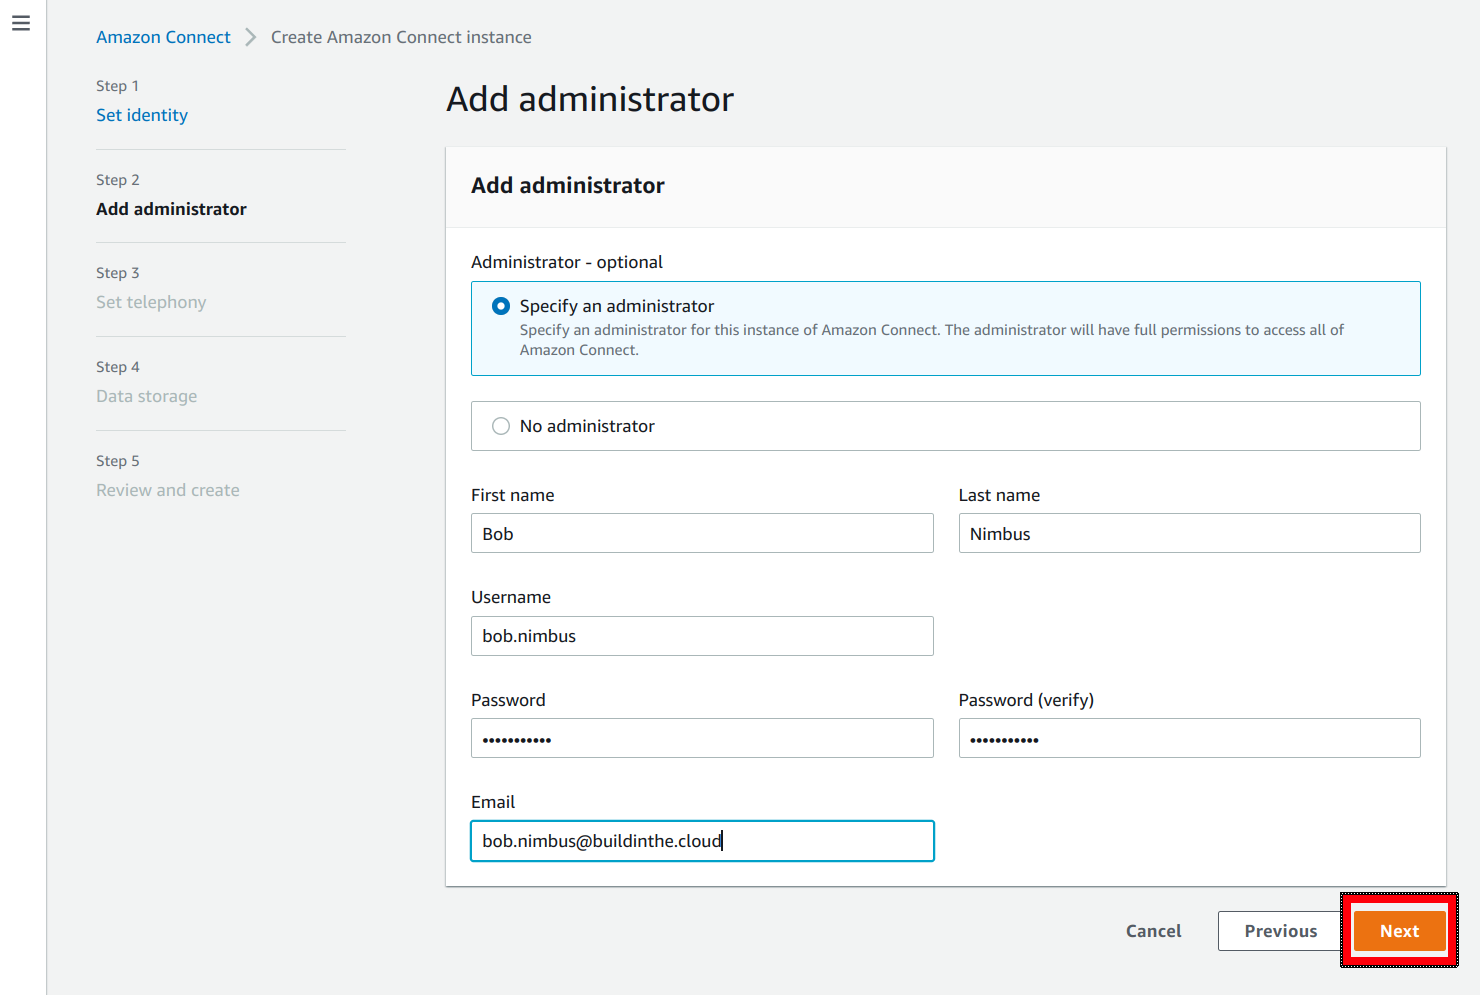 Amazon Connect > Create Amazon Connect instance
Step 1
Set identity
Step 2
Add administrator
Step 3
Set telephony
Step 4
Data storage
Step 5
Review and create
Add administrator
Add administrator
Administrator - optional
Specify an administrator
Specify an administrator for this instance of Amazon Connect. The administrator will have full permissions to access all of
Amazon Connect.
No administrator
First name
Last name
Bob
Nimbus
Username
bob.nimbus
Password
Password (verify)
•••••••••••
•••••••••••
Email
bob.nimbus@buildinthe.cloud
Cancel
Previous
Next